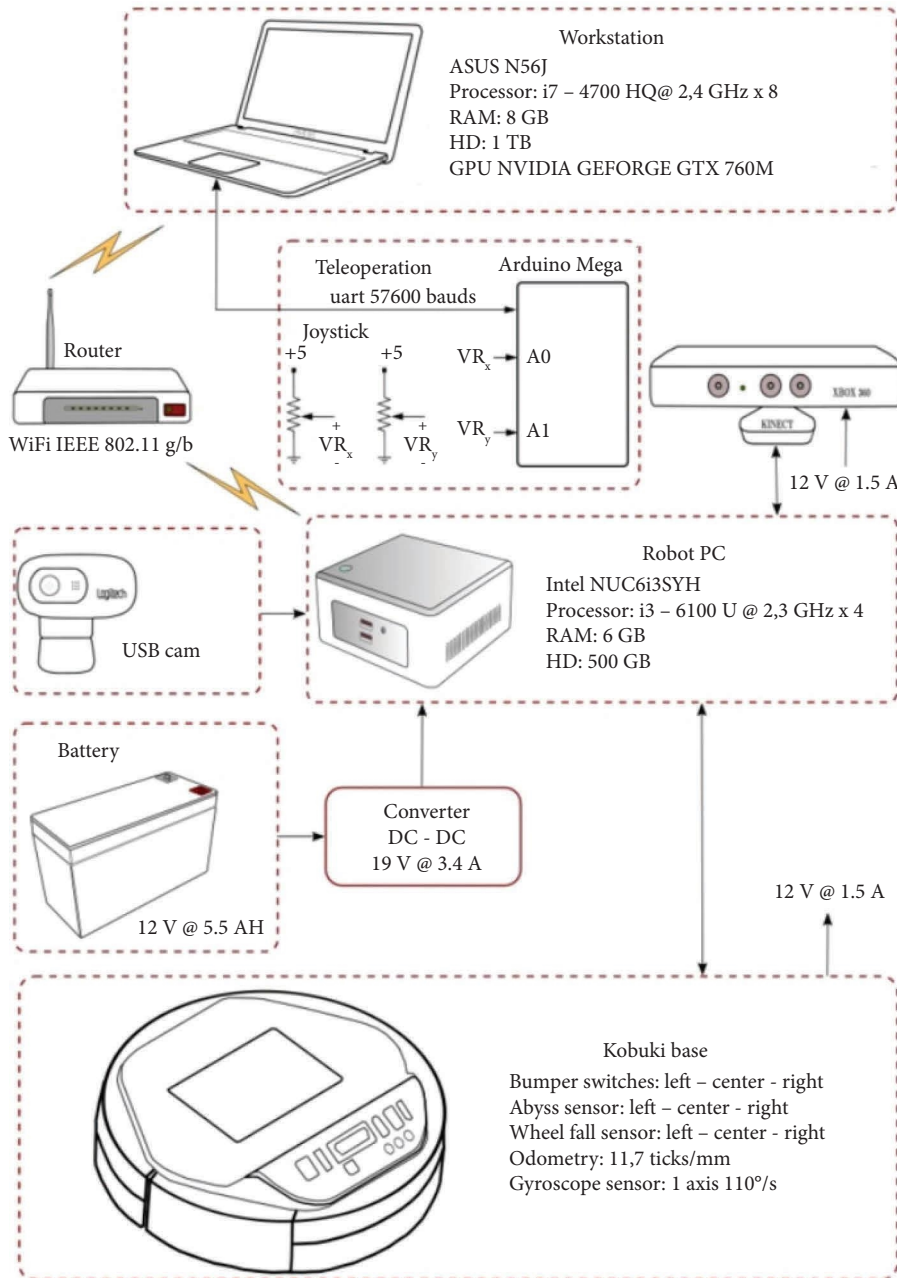 Workstation
ASUS N56J
Processor: i7 – 4700 HQ@ 2,4 GHz x 8
RAM: 8 GB
HD: 1 TB
GPU NVIDIA GEFORGE GTX 760M
Teleoperation
uart 57600 bauds
Arduino Mega
Joystick
+5
+5
+
VRx
-
+
VRy
-
VRx
A0
VRy
A1
Router
WiFi IEEE 802.11 g/b
XBOX 360
KINECT
12 V @ 1.5 A
Logitech
USB cam
Robot PC
Intel NUC6i3SYH
Processor: i3 – 6100 U @ 2,3 GHz x 4
RAM: 6 GB
HD: 500 GB
Battery
12 V @ 5.5 AH
Converter
DC - DC
19 V @ 3.4 A
12 V @ 1.5 A
Kobuki base
Bumper switches: left – center - right
Abyss sensor: left – center - right
Wheel fall sensor: left – center - right
Odometry: 11,7 ticks/mm
Gyroscope sensor: 1 axis 110°/s